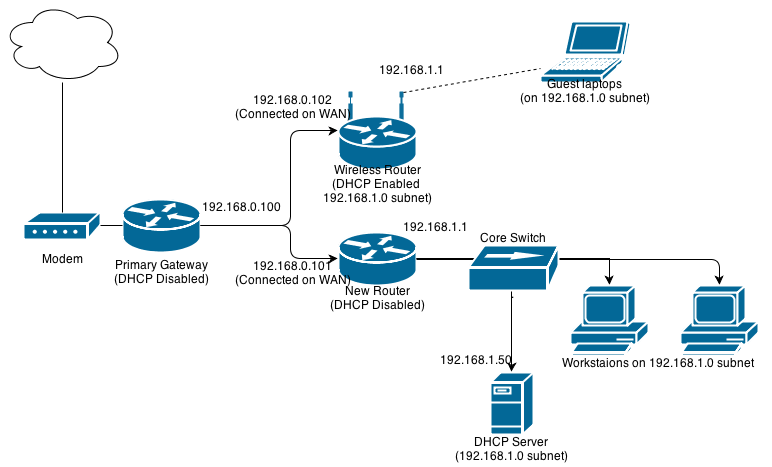 192.168.1.1
Guest laptops
(on 192.168.1.0 subnet)
192.168.0.102
(Connected on WAN)
Wireless Router
(DHCP Enabled
192.168.1.0 subnet)
192.168.0.100
Modem
Primary Gateway
(DHCP Disabled)
192.168.0.101
(Connected on WAN)
192.168.1.1
New Router
(DHCP Disabled)
Core Switch
Workstaions on 192.168.1.0 subnet
192.168.1.50
DHCP Server
(192.168.1.0 subnet)